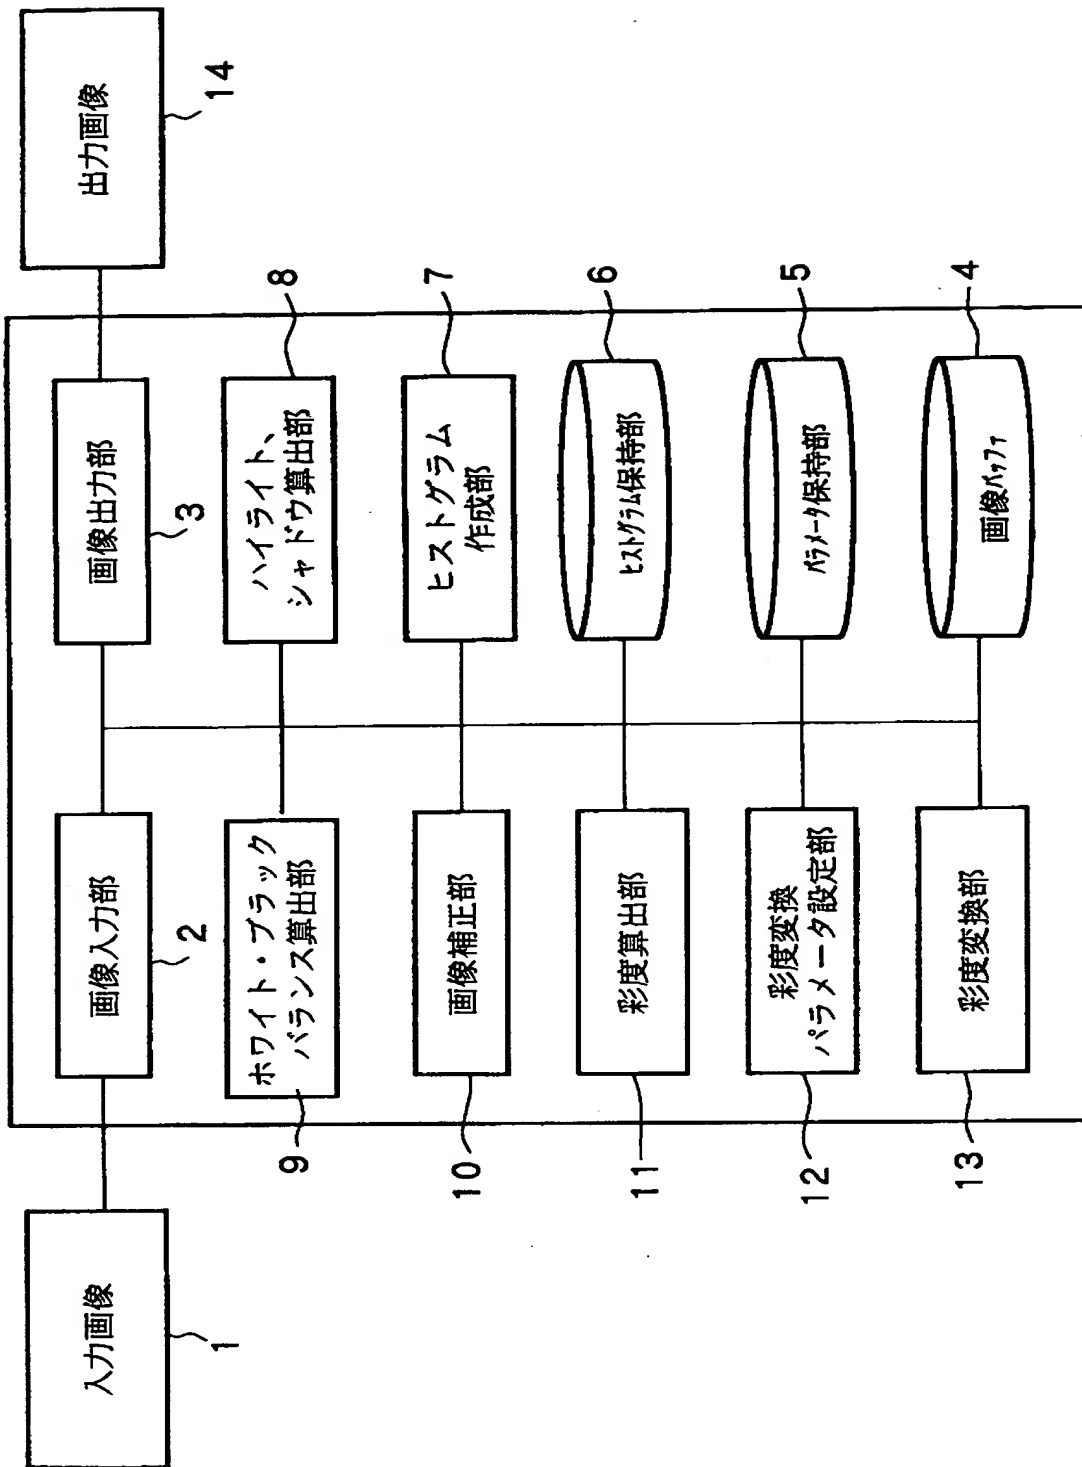 入力画像
1
画像入力部
2
画像出力部
3
出力画像
14
ホワイト・ブラック
バランス算出部
9
ハイライト、
シャドウ算出部
8
画像補正部
10
ヒストグラム
作成部
7
彩度算出部
11
ヒストグラム保持部
6
彩度変換
パラメータ設定部
12
パラメータ保持部
5
彩度変換部
13
画像バッファ
4